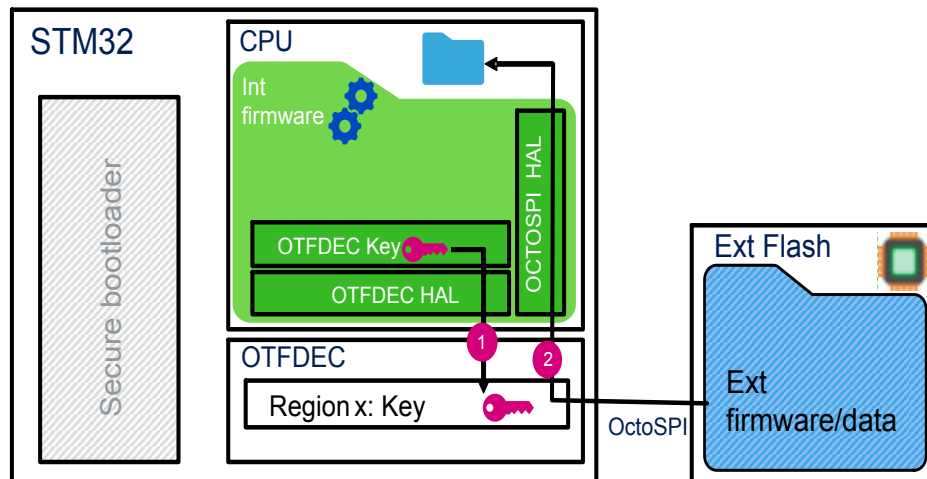 STM32
Secure bootloader
CPU
Int
firmware
OCTOSPI HAL
OTFDEC Key
OTFDEC HAL
1
2
OTFDEC
Region x: Key
OctoSPI
Ext Flash
Ext
firmware/data